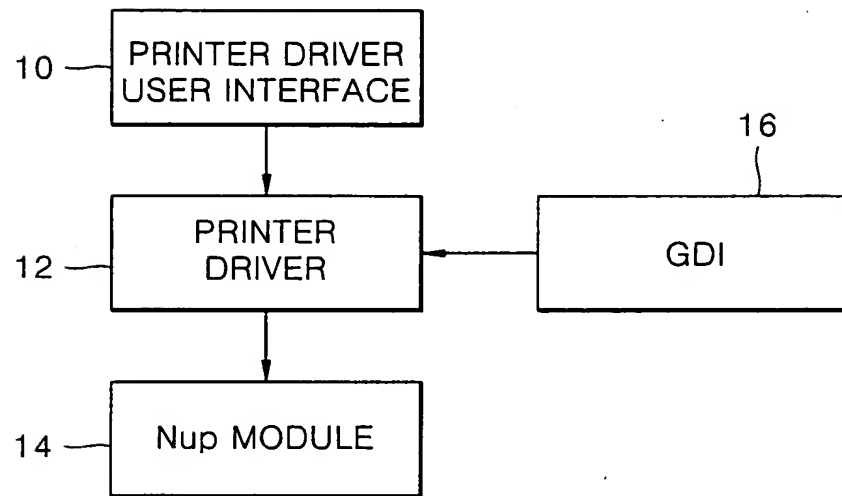 10
PRINTER DRIVER
USER INTERFACE
16
12
PRINTER
DRIVER
GDI
14
Nup MODULE